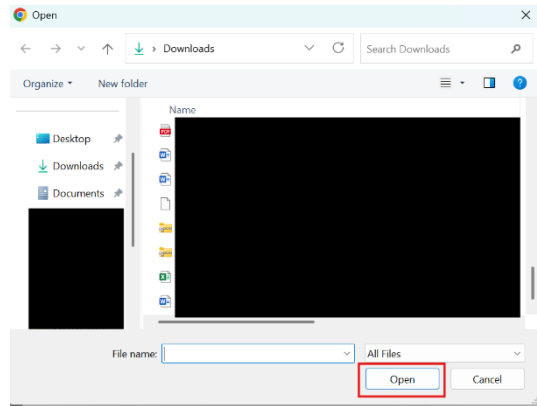 Open
Downloads
Search Downloads
Organize
New folder
Name
Desktop
Downloads
Documents
File name:
All Files
Open
Cancel